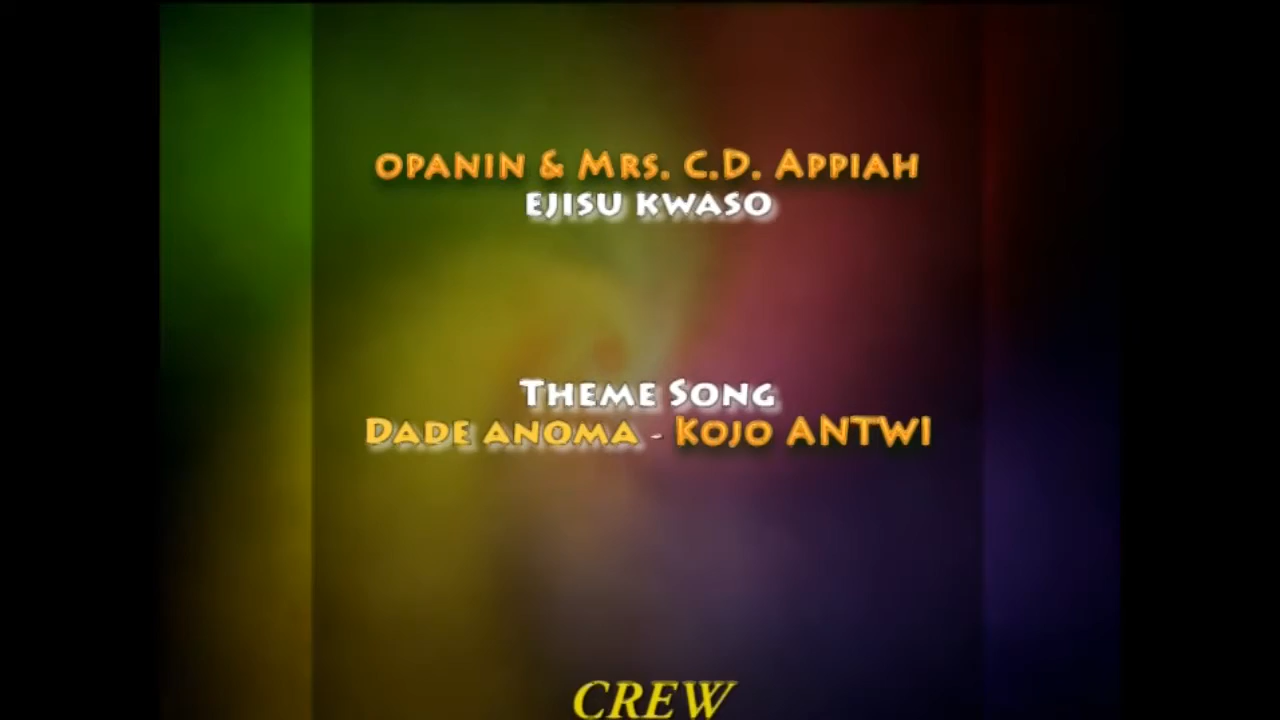 OPANIN & MRS. C.D. APPIAH
EJISU KWASO
THEME SONG
DADE ANOMA - KOJO ANTWI
CREW